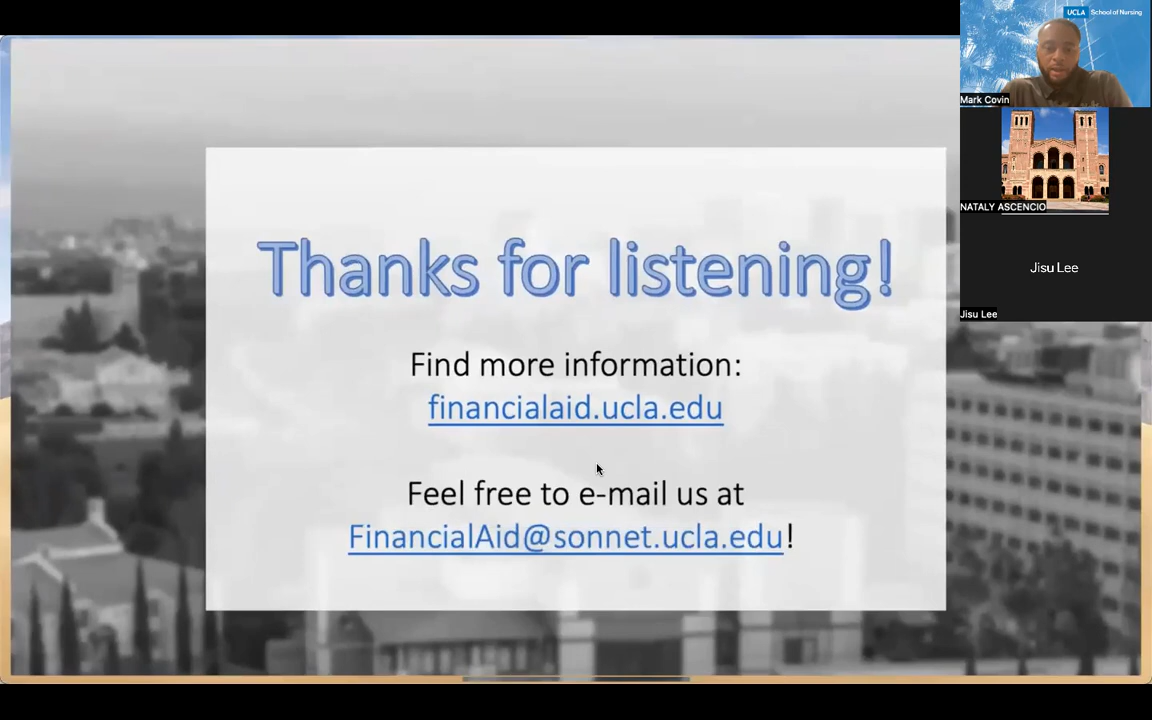 Thanks for listening!
Find more information:
financialaid.ucla.edu
Feel free to e-mail us at
FinancialAid@sonnet.ucla.edu!
UCLA School of Nursing
Mark Covin
NATALY ASCENCIO
Jisu Lee
Jisu Lee